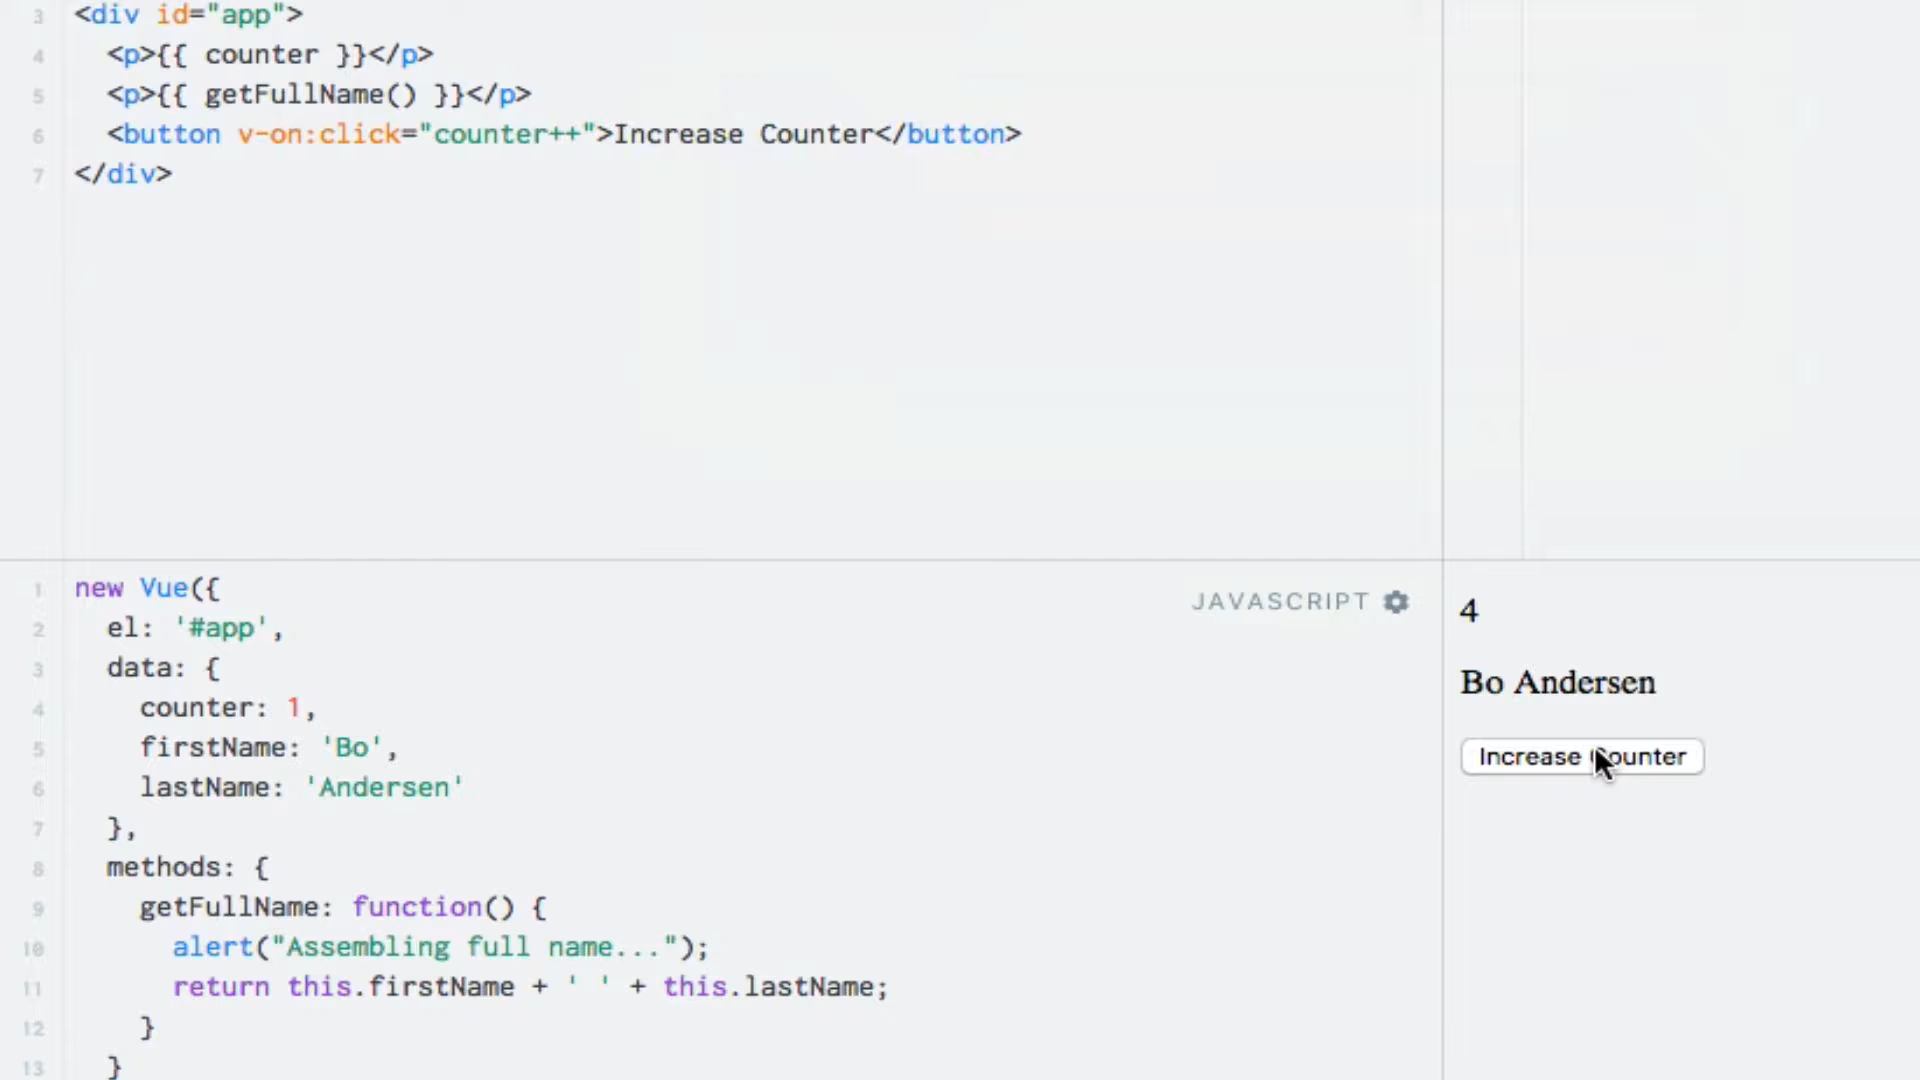 3 <div id="app">
4 <p>{{ counter }}</p>
5 <p>{{ getFullName() }}</p>
6 <button v-on:click="counter++">Increase Counter</button>
7 </div>
1 new Vue({
2 el: '#app',
3 data: {
4 counter: 1,
5 firstName: 'Bo',
6 lastName: 'Andersen'
7 },
8 methods: {
9 getFullName: function() {
10 alert("Assembling full name...");
11 return this.firstName + ' ' + this.lastName;
12 }
13 }
JAVASCRIPT
4
Bo Andersen
Increase Counter